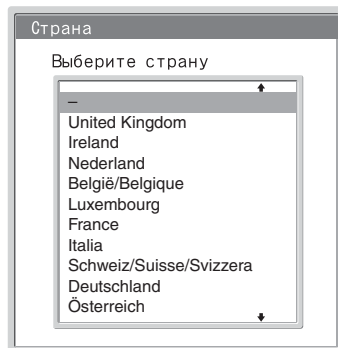 Страна
Выберите страну
–
United Kingdom
Ireland
Nederland
België/Belgique
Luxembourg
France
Italia
Schweiz/Suisse/Svizzera
Deutschland
Österreich